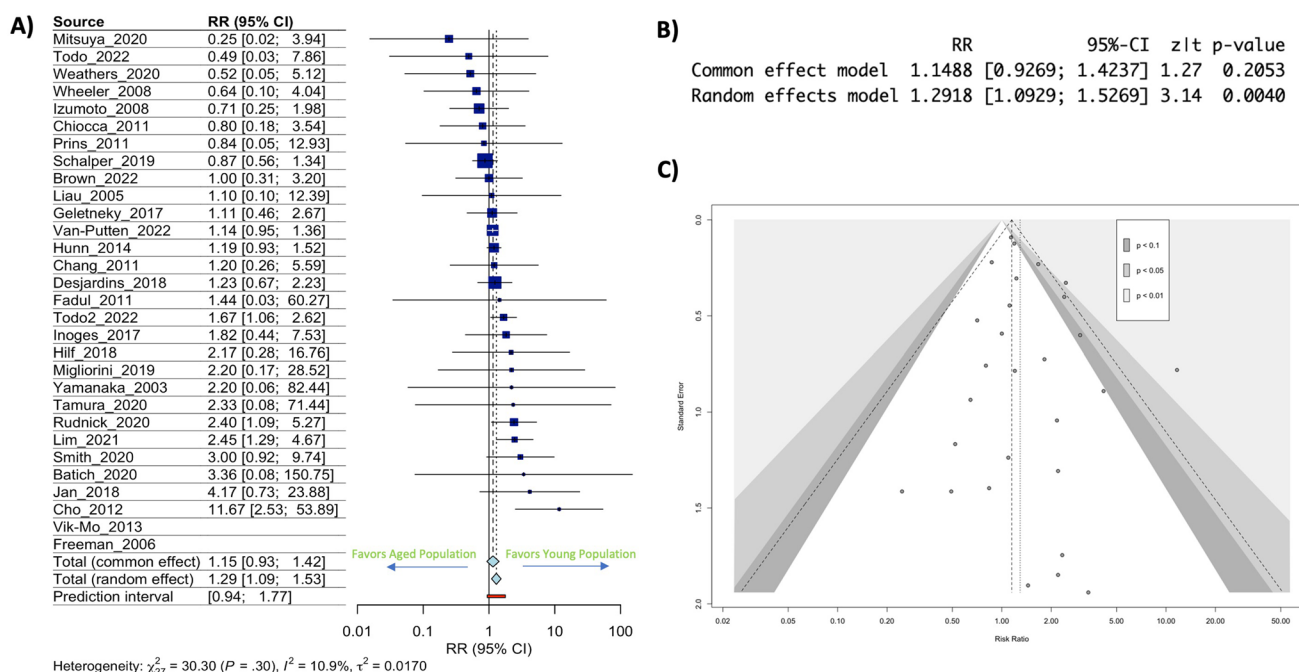 A)
Source RR (95% CI)
Mitsuya_2020 0.25 [0.02; 3.94]
Todo_2022 0.49 [0.03; 7.86]
Weathers_2020 0.52 [0.05; 5.12]
Wheeler_2008 0.64 [0.10; 4.04]
Izumoto_2008 0.71 [0.25; 1.98]
Chiocca_2011 0.80 [0.18; 3.54]
Prins_2011 0.84 [0.05; 12.93]
Schalper_2019 0.87 [0.56; 1.34]
Brown_2022 1.00 [0.31; 3.20]
Liau_2005 1.10 [0.10; 12.39]
Geletneky_2017 1.11 [0.46; 2.67]
Van-Putten_2022 1.14 [0.95; 1.36]
Hunn_2014 1.19 [0.93; 1.52]
Chang_2011 1.20 [0.26; 5.59]
Desjardins_2018 1.23 [0.67; 2.23]
Fadul_2011 1.44 [0.03; 60.27]
Todo2_2022 1.67 [1.06; 2.62]
Inoges_2017 1.82 [0.44; 7.53]
Hilf_2018 2.17 [0.28; 16.76]
Migliorini_2019 2.20 [0.17; 28.52]
Yamanaka_2003 2.20 [0.06; 82.44]
Tamura_2020 2.33 [0.08; 71.44]
Rudnick_2020 2.40 [1.09; 5.27]
Lim_2021 2.45 [1.29; 4.67]
Smith_2020 3.00 [0.92; 9.74]
Batich_2020 3.36 [0.08; 150.75]
Jan_2018 4.17 [0.73; 23.88]
Cho_2012 11.67 [2.53; 53.89]
Vik-Mo_2013
Freeman_2006
Favors Aged Population Favors Young Population
Total (common effect) 1.15 [0.93; 1.42]
Total (random effect) 1.29 [1.09; 1.53]
Prediction interval [0.94; 1.77]
0.01 0.1 1 10 100
RR (95% CI)
Heterogeneity: χ²₂₇ = 30.30 (P = .30), I² = 10.9%, τ² = 0.0170
B)
RR 95%-CI z|t p-value
Common effect model 1.1488 [0.9269; 1.4237] 1.27 0.2053
Random effects model 1.2918 [1.0929; 1.5269] 3.14 0.0040
C)
p < 0.1
p < 0.05
p < 0.01
Standard Error
0.0
0.5
1.0
1.5
2.0
0.02 0.05 0.10 0.20 0.50 1.00 2.00 5.00 10.00 20.00 50.00
Risk Ratio